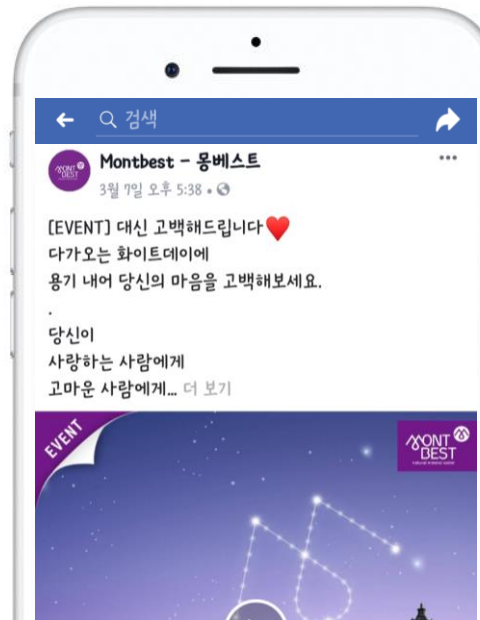 검색
Montbest - 몽베스트
3월 7일 오후 5:38
[EVENT] 대신 고백해드립니다❤️
다가오는 화이트데이에
용기 내어 당신의 마음을 고백해보세요.
.
당신이
사랑하는 사람에게
고마운 사람에게... 더 보기
EVENT
MONT
BEST
natural mineral water